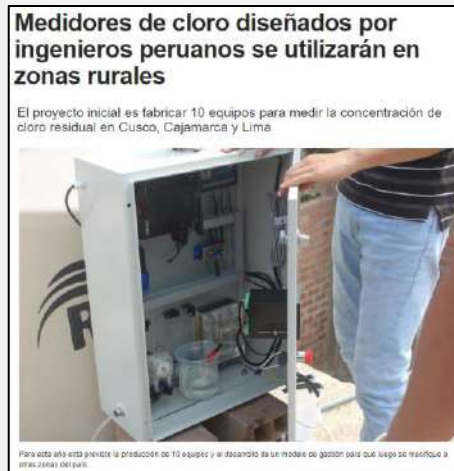 Medidores de cloro diseñados por
ingenieros peruanos se utilizarán en
zonas rurales
El proyecto inicial es fabricar 10 equipos para medir la concentración de
cloro residual en Cusco, Cajamarca y Lima
R
Para este año está prevista la producción de 10 equipos y el desarrollo de un modelo de gestión para que luego se masifique a
otras zonas del país.